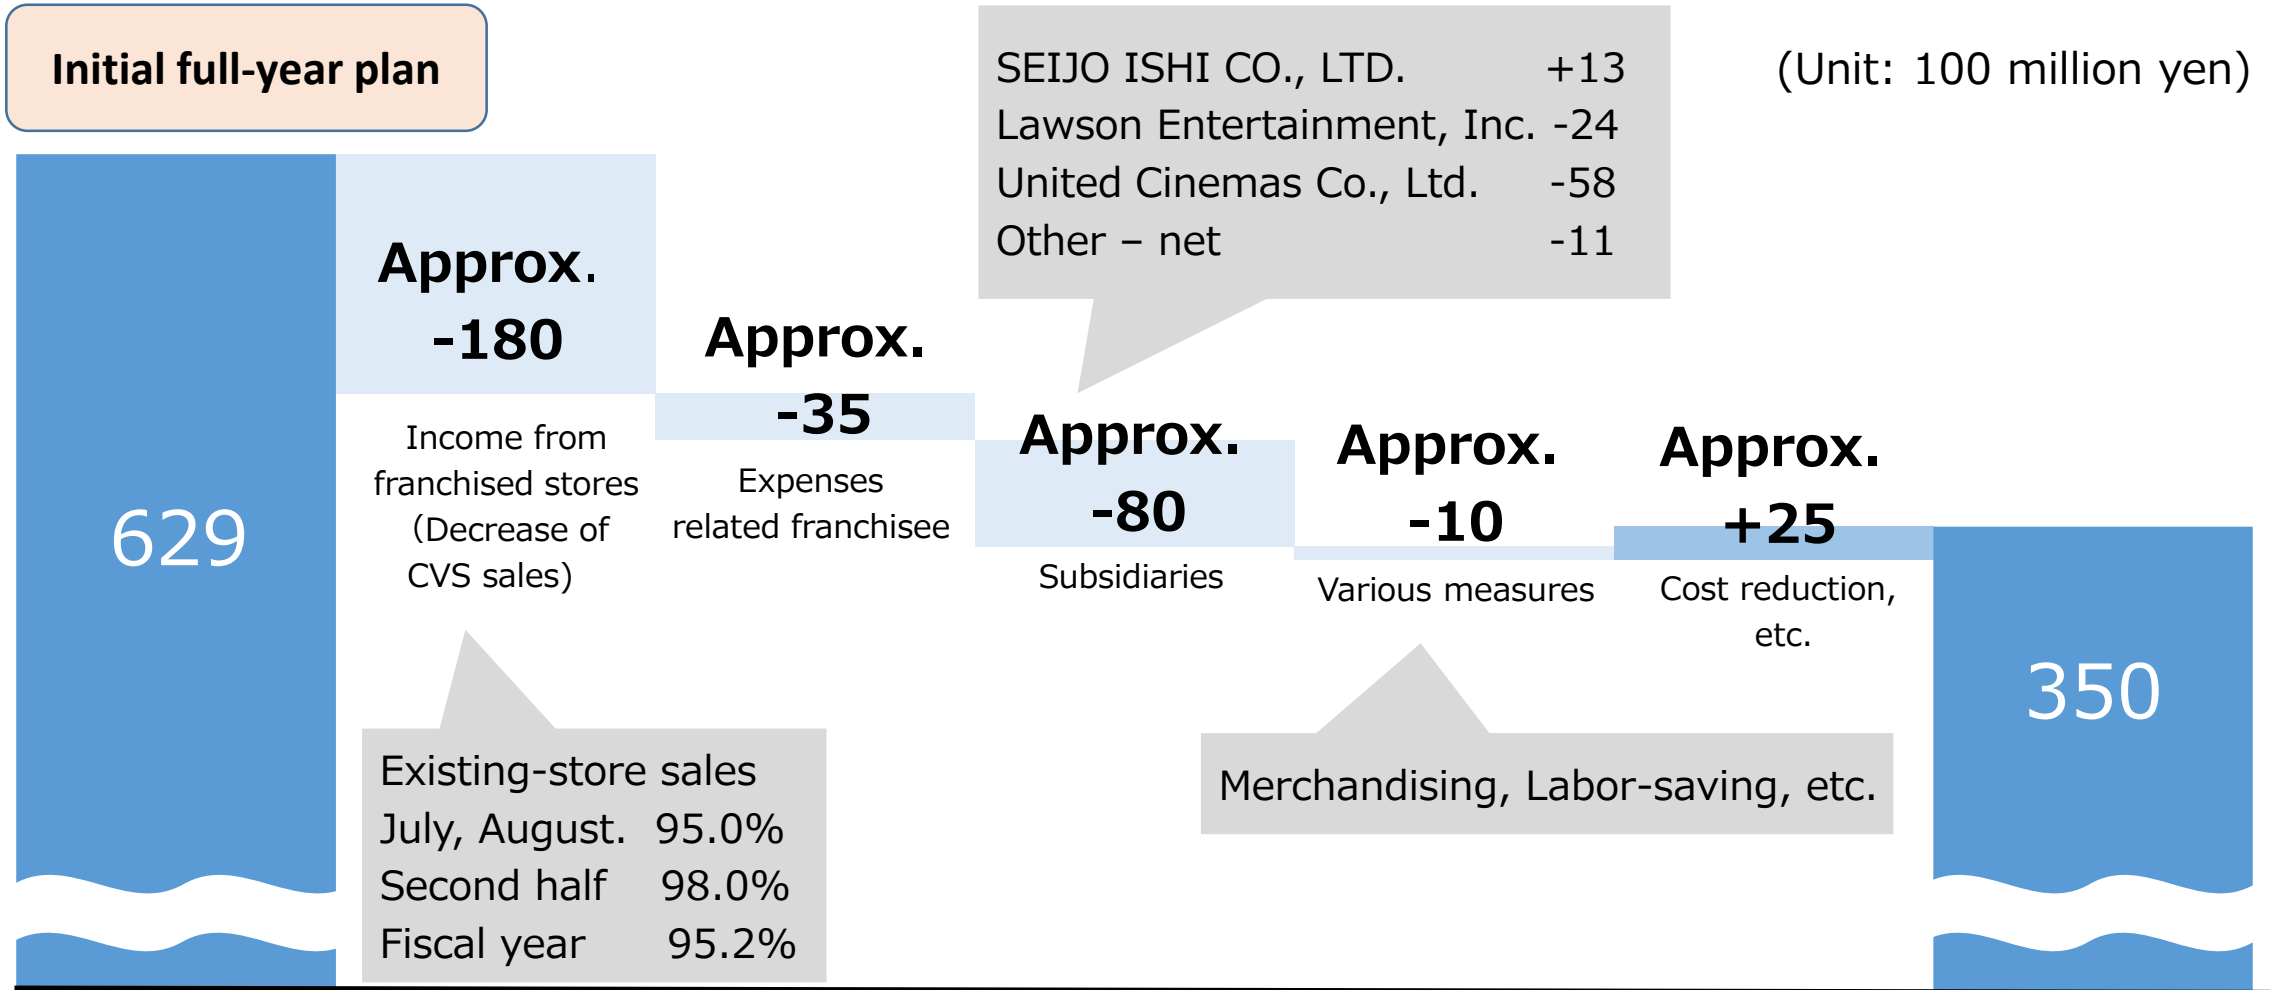 Initial full-year plan
(Unit: 100 million yen)
SEIJO ISHI CO., LTD. +13
Lawson Entertainment, Inc. -24
United Cinemas Co., Ltd. -58
Other – net -11
629
Approx.
-180
Income from
franchised stores
(Decrease of
CVS sales)
Approx.
-35
Expenses
related franchisee
Approx.
-80
Subsidiaries
Approx.
-10
Various measures
Approx.
+25
Cost reduction,
etc.
350
Existing-store sales
July, August. 95.0%
Second half 98.0%
Fiscal year 95.2%
Merchandising, Labor-saving, etc.